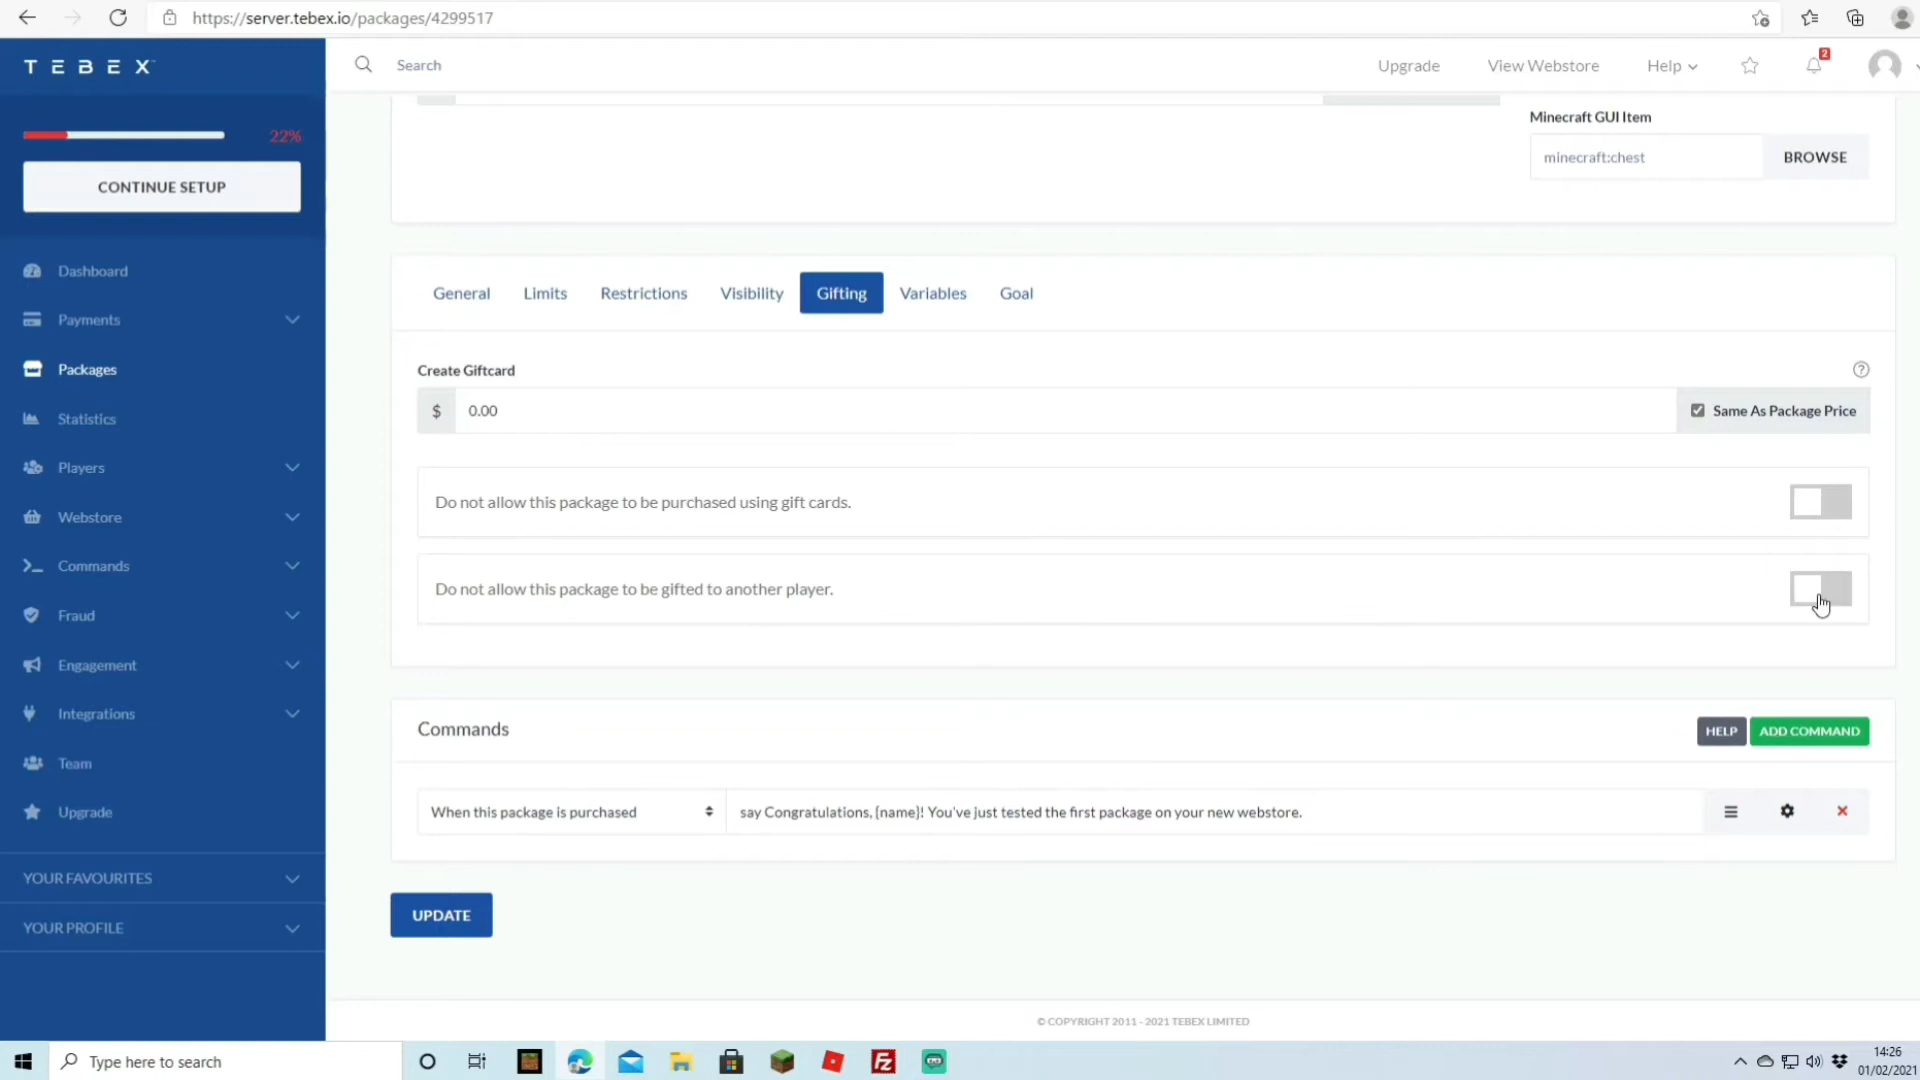 https://server.tebex.io/packages/4299517
TEBEX
Search
Upgrade
View Webstore
Help
2
22%
CONTINUE SETUP
Dashboard
Payments
Packages
Statistics
Players
Webstore
Commands
Fraud
Engagement
Integrations
Team
Upgrade
YOUR FAVOURITES
YOUR PROFILE
Minecraft GUI Item
minecraft:chest
BROWSE
General
Limits
Restrictions
Visibility
Gifting
Variables
Goal
Create Giftcard
?
$
0.00
Same As Package Price
Do not allow this package to be purchased using gift cards.
Do not allow this package to be gifted to another player.
Commands
HELP
ADD COMMAND
When this package is purchased
say Congratulations, {name}! You've just tested the first package on your new webstore.
UPDATE
© COPYRIGHT 2011 - 2021 TEBEX LIMITED
Type here to search
FZ
14:26
01/02/2021